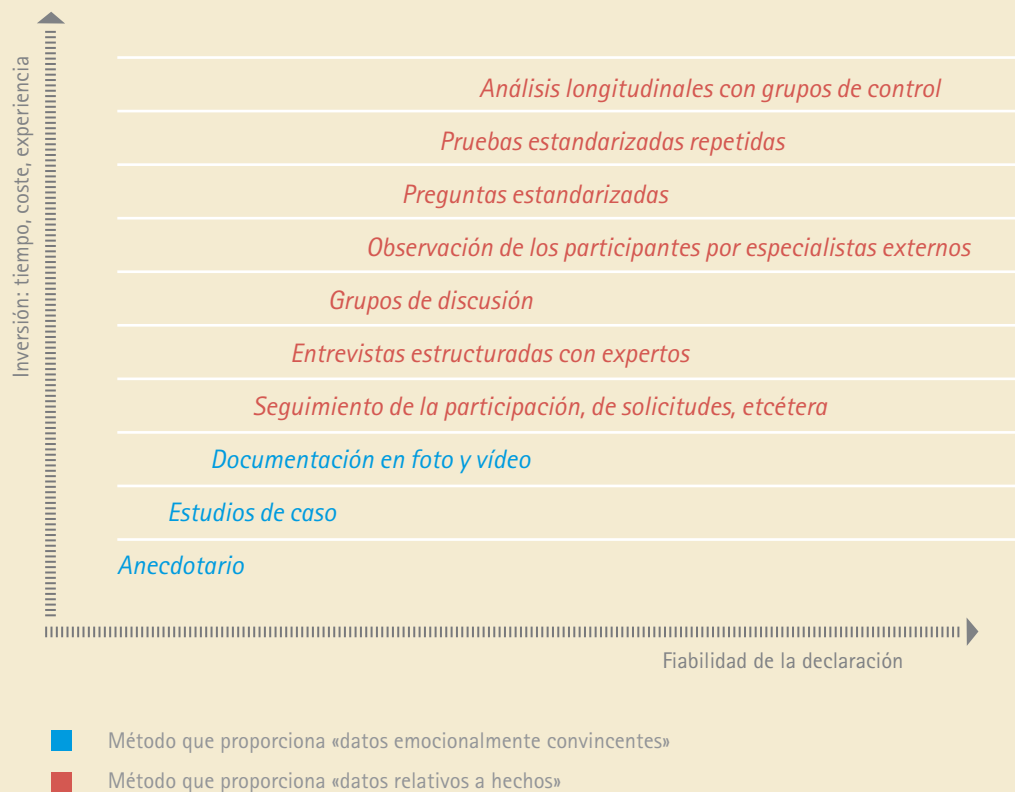 Inversión: tiempo, coste, experiencia
Análisis longitudinales con grupos de control
Pruebas estandarizadas repetidas
Preguntas estandarizadas
Observación de los participantes por especialistas externos
Grupos de discusión
Entrevistas estructuradas con expertos
Seguimiento de la participación, de solicitudes, etcétera
Documentación en foto y vídeo
Estudios de caso
Anecdotario
Fiabilidad de la declaración
Método que proporciona «datos emocionalmente convincentes»
Método que proporciona «datos relativos a hechos»